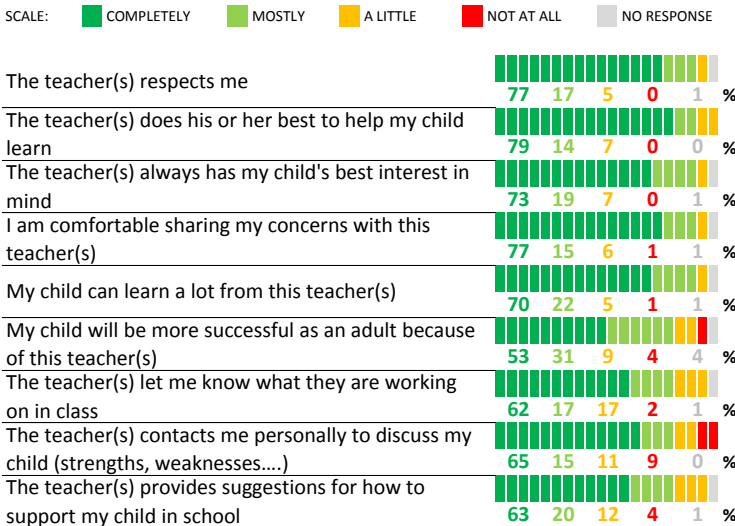 SCALE: COMPLETELY MOSTLY A LITTLE NOT AT ALL NO RESPONSE
The teacher(s) respects me
77 17 5 0 1 %
The teacher(s) does his or her best to help my child
learn
79 14 7 0 0 %
The teacher(s) always has my child's best interest in
mind
73 19 7 0 1 %
I am comfortable sharing my concerns with this
teacher(s)
77 15 6 1 1 %
My child can learn a lot from this teacher(s)
70 22 5 1 1 %
My child will be more successful as an adult because
of this teacher(s)
53 31 9 4 4 %
The teacher(s) let me know what they are working
on in class
62 17 17 2 1 %
The teacher(s) contacts me personally to discuss my
child (strengths, weaknesses....)
65 15 11 9 0 %
The teacher(s) provides suggestions for how to
support my child in school
63 20 12 4 1 %